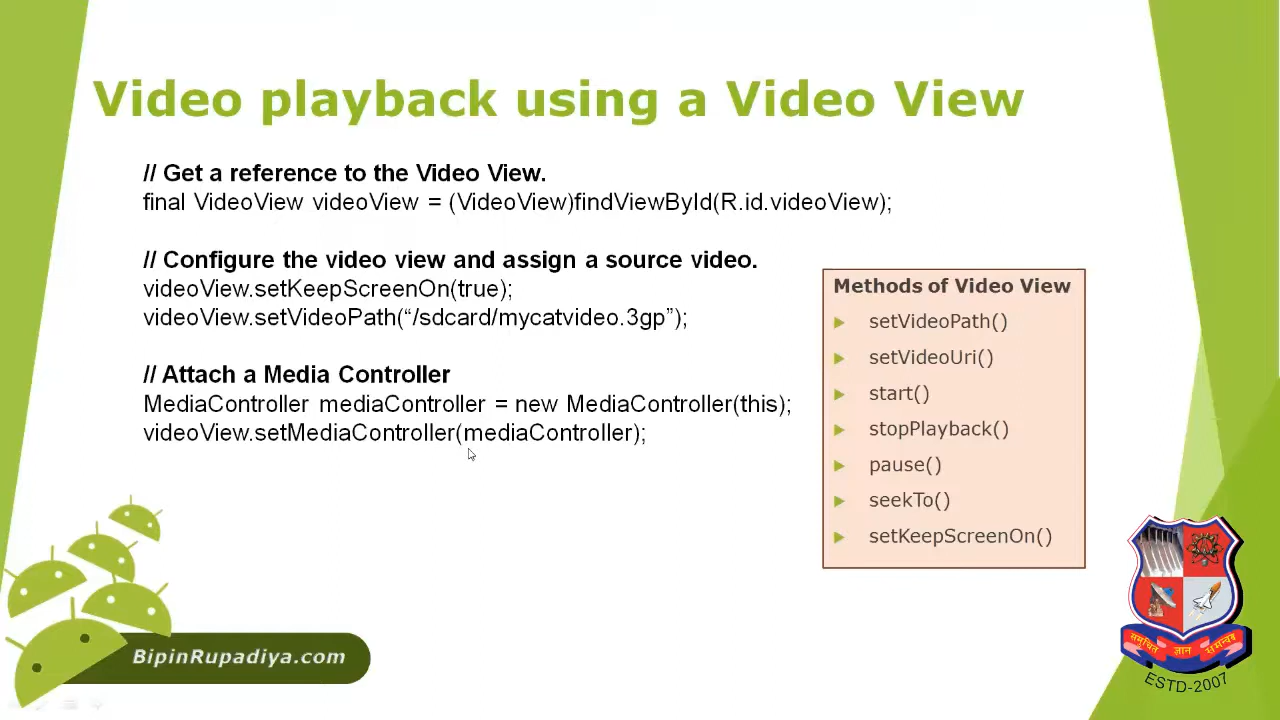 Video playback using a Video View
// Get a reference to the Video View.
final VideoView videoView = (VideoView)findViewById(R.id.videoView);
// Configure the video view and assign a source video.
videoView.setKeepScreenOn(true);
videoView.setVideoPath(“/sdcard/mycatvideo.3gp”);
// Attach a Media Controller
MediaController mediaController = new MediaController(this);
videoView.setMediaController(mediaController);
Methods of Video View
setVideoPath()
setVideoUri()
start()
stopPlayback()
pause()
seekTo()
setKeepScreenOn()
BipinRupadiya.com
समुचित ज्ञान समन्वय
ESTD-2007